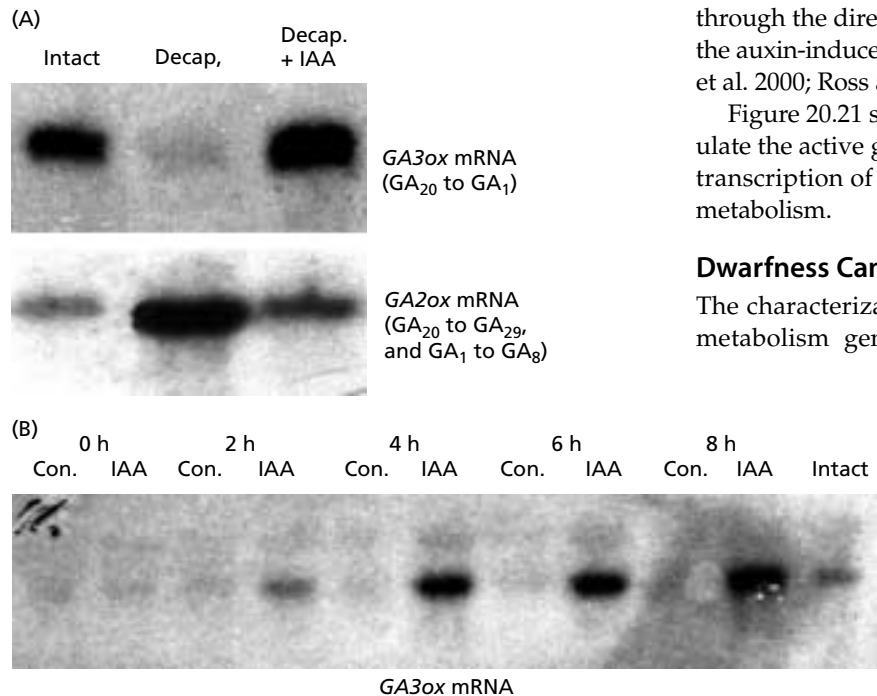 (A)
Intact Decap, Decap. + IAA
GA3ox mRNA
(GA20 to GA1)
GA2ox mRNA
(GA20 to GA29,
and GA1 to GA8)
through the dire
the auxin-induce
et al. 2000; Ross a
Figure 20.21 s
ulate the active g
transcription of
metabolism.
Dwarfness Can
The characteriza
metabolism gen
(B)
0 h 2 h 4 h 6 h 8 h
Con. IAA Con. IAA Con. IAA Con. IAA Con. IAA Intact
GA3ox mRNA